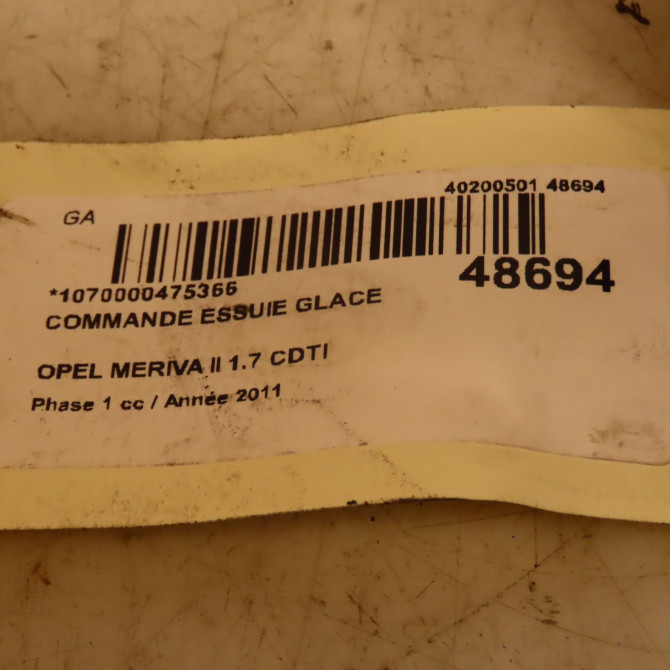 40200501 48694
GA
*1070000475366
48694
COMMANDE ESSUIE GLACE
OPEL MERIVA II 1.7 CDTI
Phase 1 cc / Année 2011